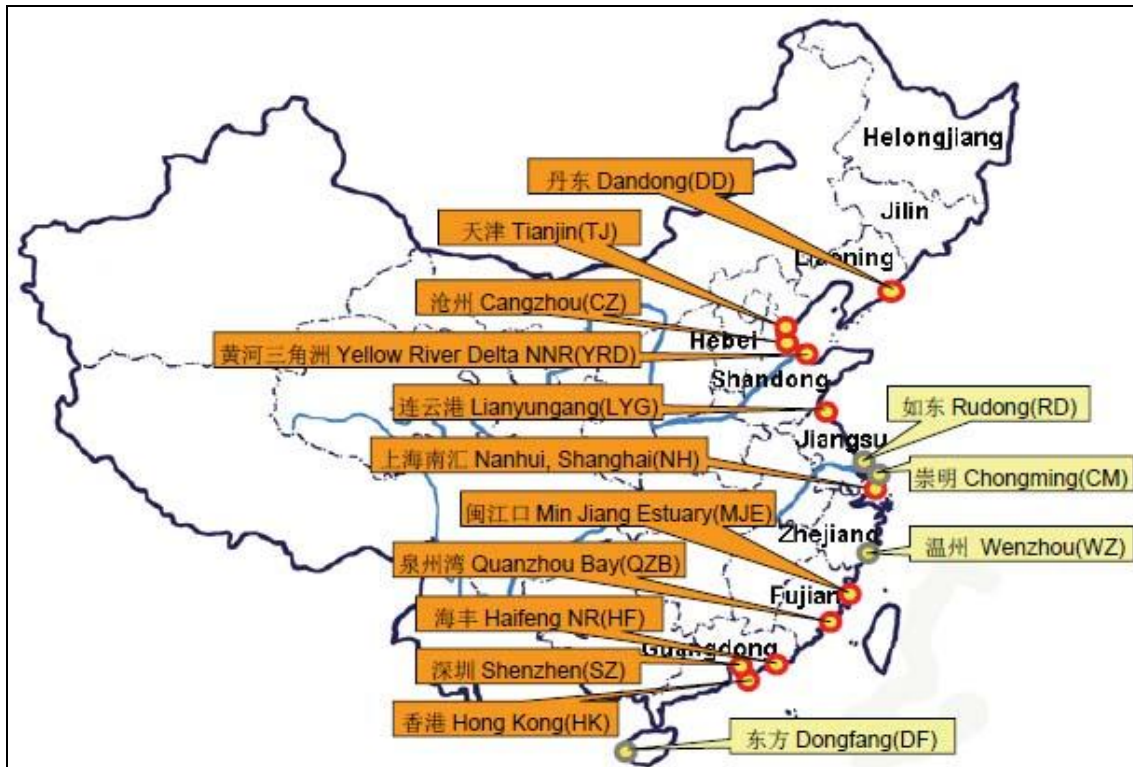 Helongjiang
丹东 Dandong(DD)
Jilin
天津 Tianjin(TJ)
Liaoning
沧州 Cangzhou(CZ)
Hebei
黄河三角洲 Yellow River Delta NNR(YRD)
Shandong
连云港 Lianyungang(LYG)
如东 Rudong(RD)
Jiangsu
上海南汇 Nanhui, Shanghai(NH)
崇明 Chongming(CM)
闽江口 Min Jiang Estuary(MJE)
Zhejiang
温州 Wenzhou(WZ)
泉州湾 Quanzhou Bay(QZB)
Fujian
海丰 Haifeng NR(HF)
Guangdong
深圳 Shenzhen(SZ)
香港 Hong Kong(HK)
东方 Dongfang(DF)